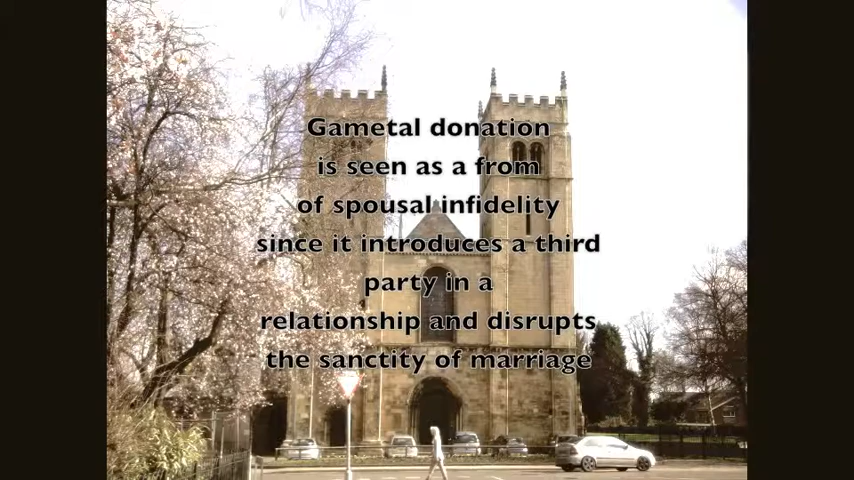 Gametal donation
is seen as a from
of spousal infidelity
since it introduces a third
party in a
relationship and disrupts
the sanctity of marriage